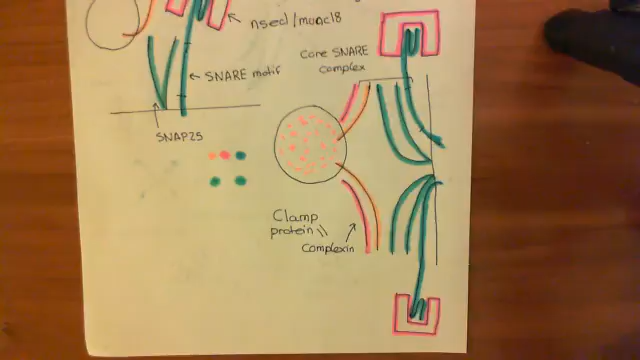 nsec1/munc18
Core SNARE
complex
SNARE motif
SNAP25
Clamp
protein
Complexin